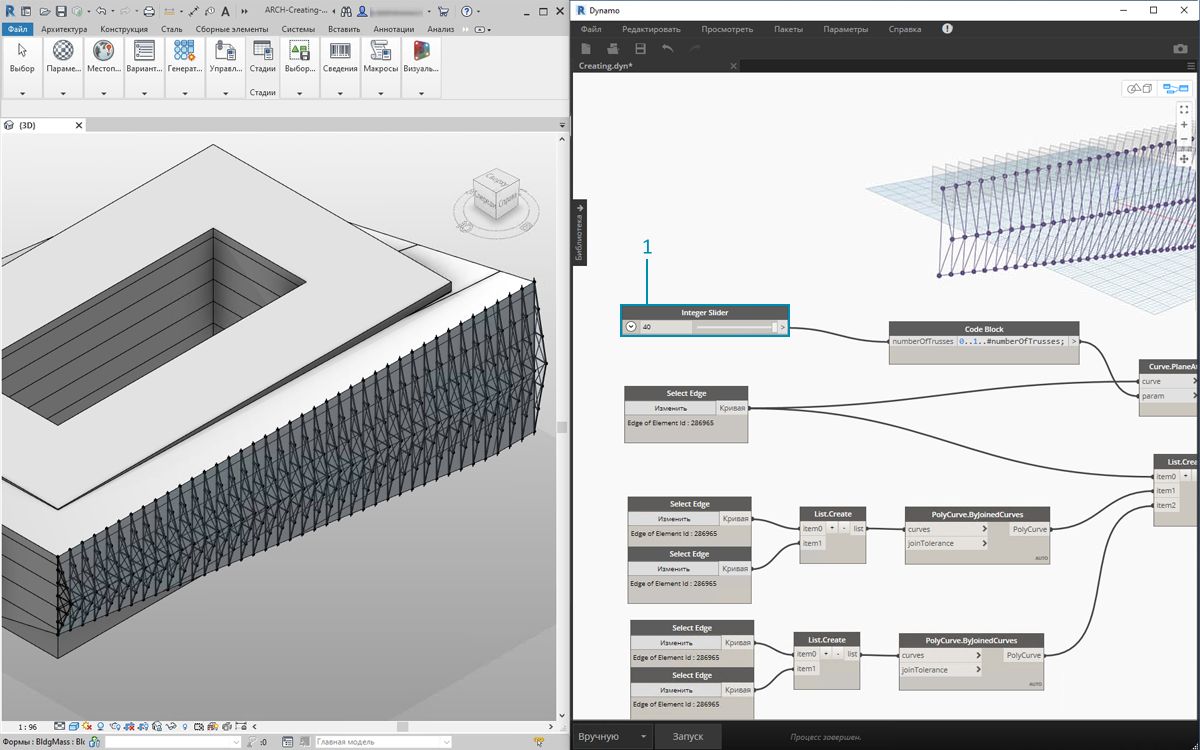 ARCH-Creating-...
Файл Архитектура Конструкция Сталь Сборные элементы Системы Вставить Аннотации Анализ
Выбор Параме... Местоп... Вариант... Генерат... Управл... Стадии Выбор... Сведения Макросы Визуаль...
Стадии
{3D}
1 : 96
Формы : BldgMass : Blc
:0
Главная модель
Dynamo
Файл Редактировать Просмотреть Пакеты Параметры Справка
Creating.dyn*
Библиотека
1
Integer Slider
40 >
Code Block
numberOfTrusses 0..1..#numberOfTrusses; >
Curve.PlaneAt
curve
param
Select Edge
Изменить Кривая
Edge of Element Id : 286965
List.Crea
item0 +
item1
item2
Select Edge
Изменить Кривая
Edge of Element Id : 286965
Select Edge
Изменить Кривая
Edge of Element Id : 286965
List.Create
item0 + - list
item1
PolyCurve.ByJoinedCurves
curves > PolyCurve
joinTolerance >
AUTO
Select Edge
Изменить Кривая
Edge of Element Id : 286965
Select Edge
Изменить Кривая
Edge of Element Id : 286965
List.Create
item0 + - list
item1
PolyCurve.ByJoinedCurves
curves > PolyCurve
joinTolerance >
AUTO
Вручную Запуск Процесс завершен.